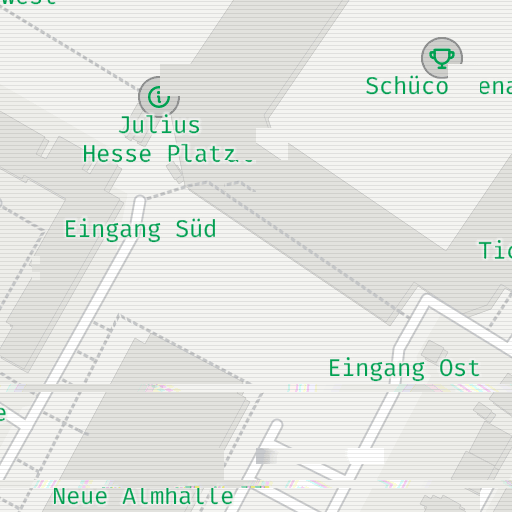 Schüco
Julius
Hesse Platz
Eingang Süd
Eingang Ost
Neue Almhalle